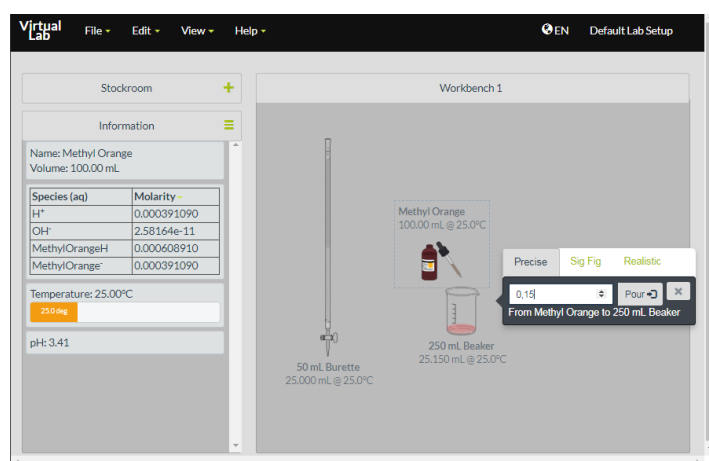 Virtual Lab
File
Edit
View
Help
EN
Default Lab Setup
Stockroom
Information
Name: Methyl Orange
Volume: 100.00 mL
Species (aq) Molarity
H+ 0.000391090
OH- 2.58164e-11
MethylOrangeH 0.000608910
MethylOrange- 0.000391090
Temperature: 25.00°C
25.0 deg
pH: 3.41
Workbench 1
Methyl Orange
100.00 mL @ 25.0°C
Precise Sig Fig Realistic
0,15 Pour
From Methyl Orange to 250 mL Beaker
250 mL Beaker
25.150 mL @ 25.0°C
50 mL Burette
25.000 mL @ 25.0°C